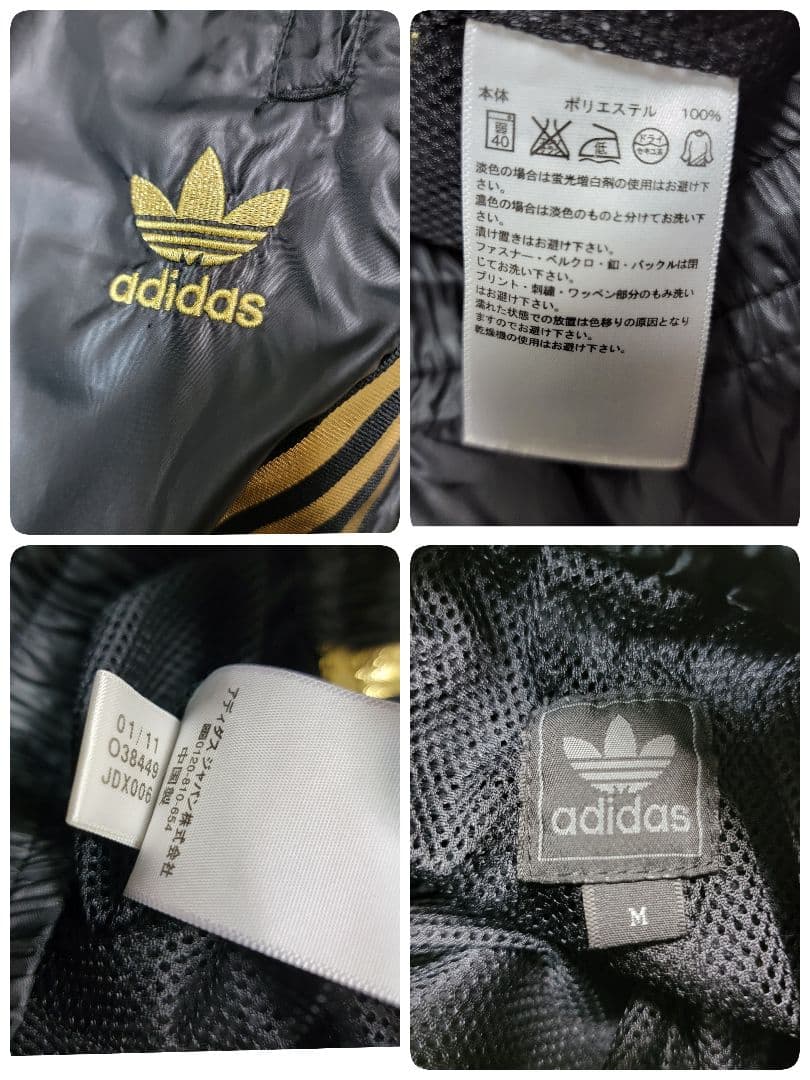 adidas
本体 ポリエステル 100%
弱
40
エンソ
サラシ
低
ドライ
セキユ系
淡色の場合は蛍光増白剤の使用はお避け下
さい。
濃色の場合は淡色のものと分けてお洗い下
さい。
漬け置きはお避け下さい。
ファスナー・ベルクロ・釦・バックルは閉
じてお洗い下さい。
プリント・刺繍・ワッペン部分のもみ洗い
はお避け下さい。
濡れた状態での放置は色移りの原因となり
ますのでお避け下さい。
乾燥機の使用はお避け下さい。
01/11
O38449
JDX006
アディダスジャパン株式会社
0120-810-654
中国製
adidas
M